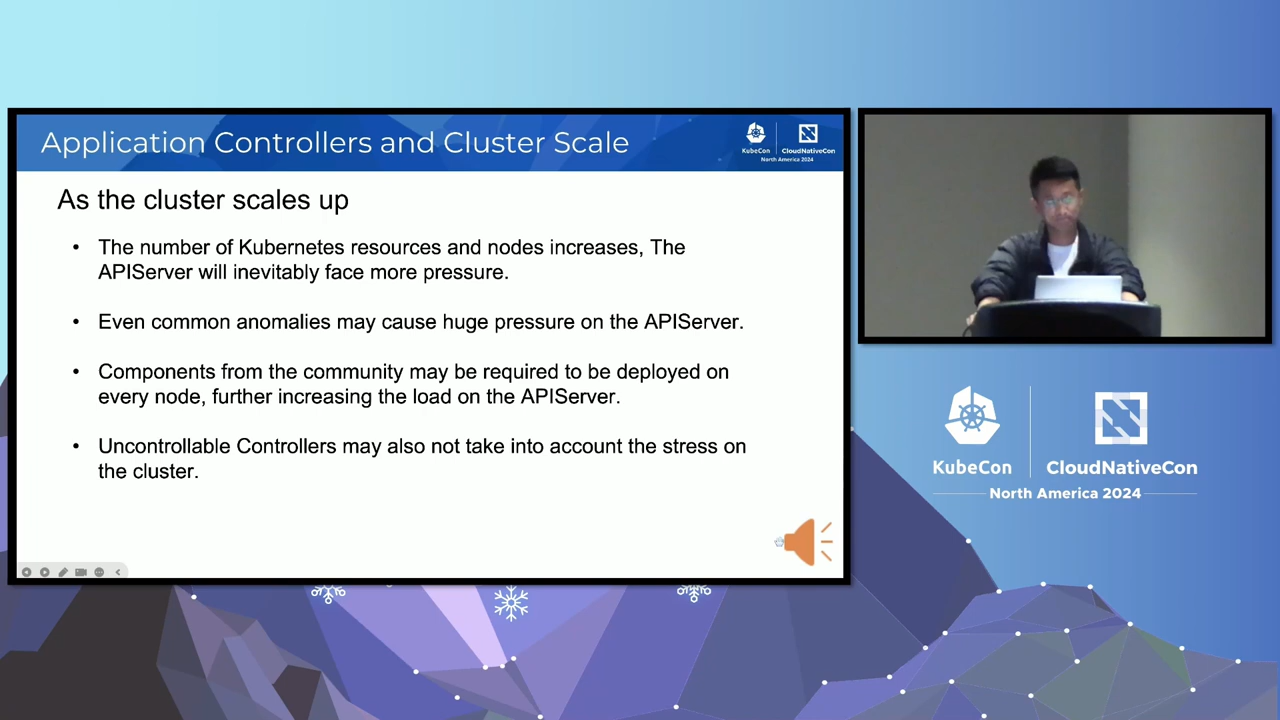 Application Controllers and Cluster Scale
KubeCon
CloudNativeCon
North America 2024
As the cluster scales up
• The number of Kubernetes resources and nodes increases, The
APIServer will inevitably face more pressure.
• Even common anomalies may cause huge pressure on the APIServer.
• Components from the community may be required to be deployed on
every node, further increasing the load on the APIServer.
• Uncontrollable Controllers may also not take into account the stress on
the cluster.
KubeCon
CloudNativeCon
North America 2024